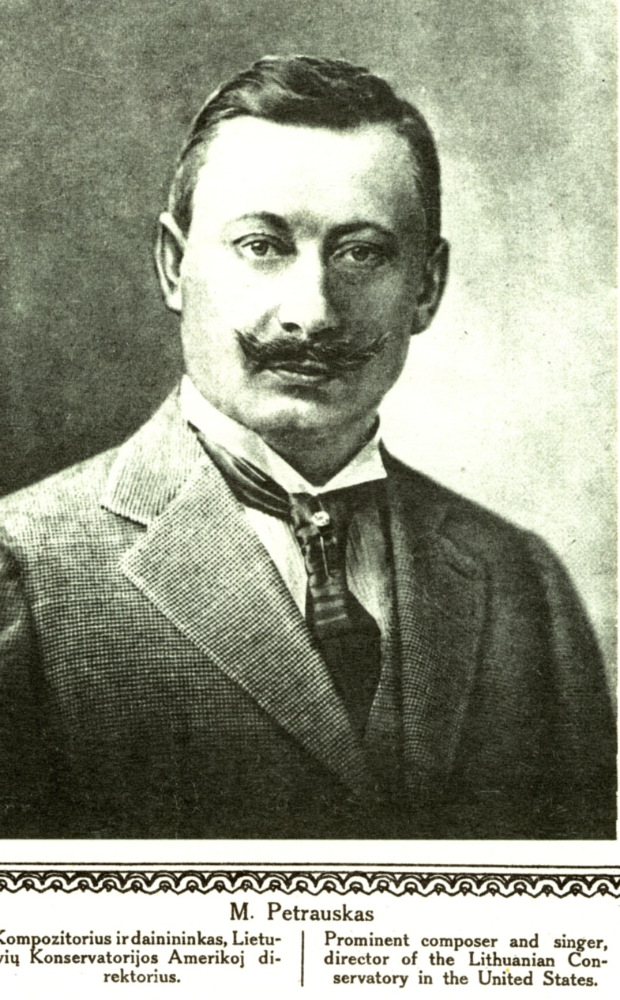 M. Petrauskas
Kompozitorius ir dainininkas, Lietu-
vių Konservatorijos Amerikoj di-
rektorius.
Prominent composer and singer,
director of the Lithuanian Con-
servatory in the United States.